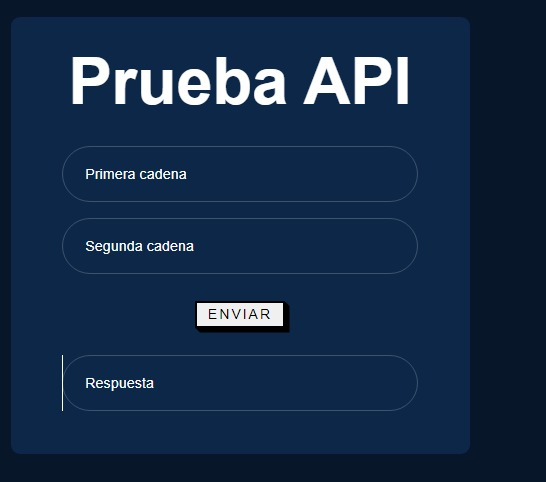 Prueba API
Primera cadena
Segunda cadena
ENVIAR
Respuesta